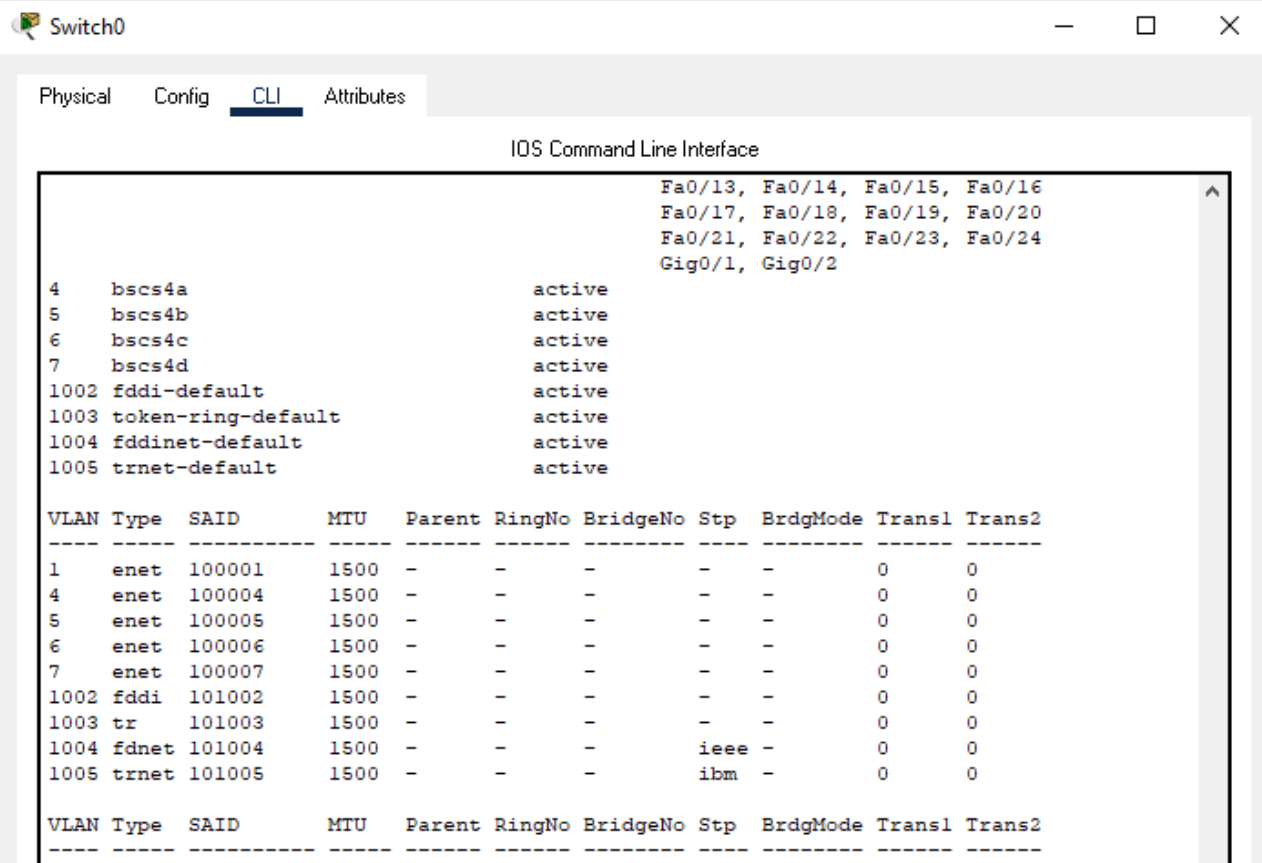 Switch0
Physical Config CLI Attributes
IOS Command Line Interface
Fa0/13, Fa0/14, Fa0/15, Fa0/16
Fa0/17, Fa0/18, Fa0/19, Fa0/20
Fa0/21, Fa0/22, Fa0/23, Fa0/24
Gig0/1, Gig0/2
4    bscs4a                           active
5    bscs4b                           active
6    bscs4c                           active
7    bscs4d                           active
1002 fddi-default                     active
1003 token-ring-default               active
1004 fddinet-default                  active
1005 trnet-default                    active
VLAN Type  SAID       MTU   Parent RingNo BridgeNo Stp  BrdgMode Trans1 Trans2
---- ----- ---------- ----- ------ ------ -------- ---- -------- ------ ------
1    enet  100001     1500  -      -      -        -    -        0      0
4    enet  100004     1500  -      -      -        -    -        0      0
5    enet  100005     1500  -      -      -        -    -        0      0
6    enet  100006     1500  -      -      -        -    -        0      0
7    enet  100007     1500  -      -      -        -    -        0      0
1002 fddi  101002     1500  -      -      -        -    -        0      0
1003 tr    101003     1500  -      -      -        -    -        0      0
1004 fdnet 101004     1500  -      -      -        ieee -        0      0
1005 trnet 101005     1500  -      -      -        ibm  -        0      0
VLAN Type  SAID       MTU   Parent RingNo BridgeNo Stp  BrdgMode Trans1 Trans2
---- ----- ---------- ----- ------ ------ -------- ---- -------- ------ ------